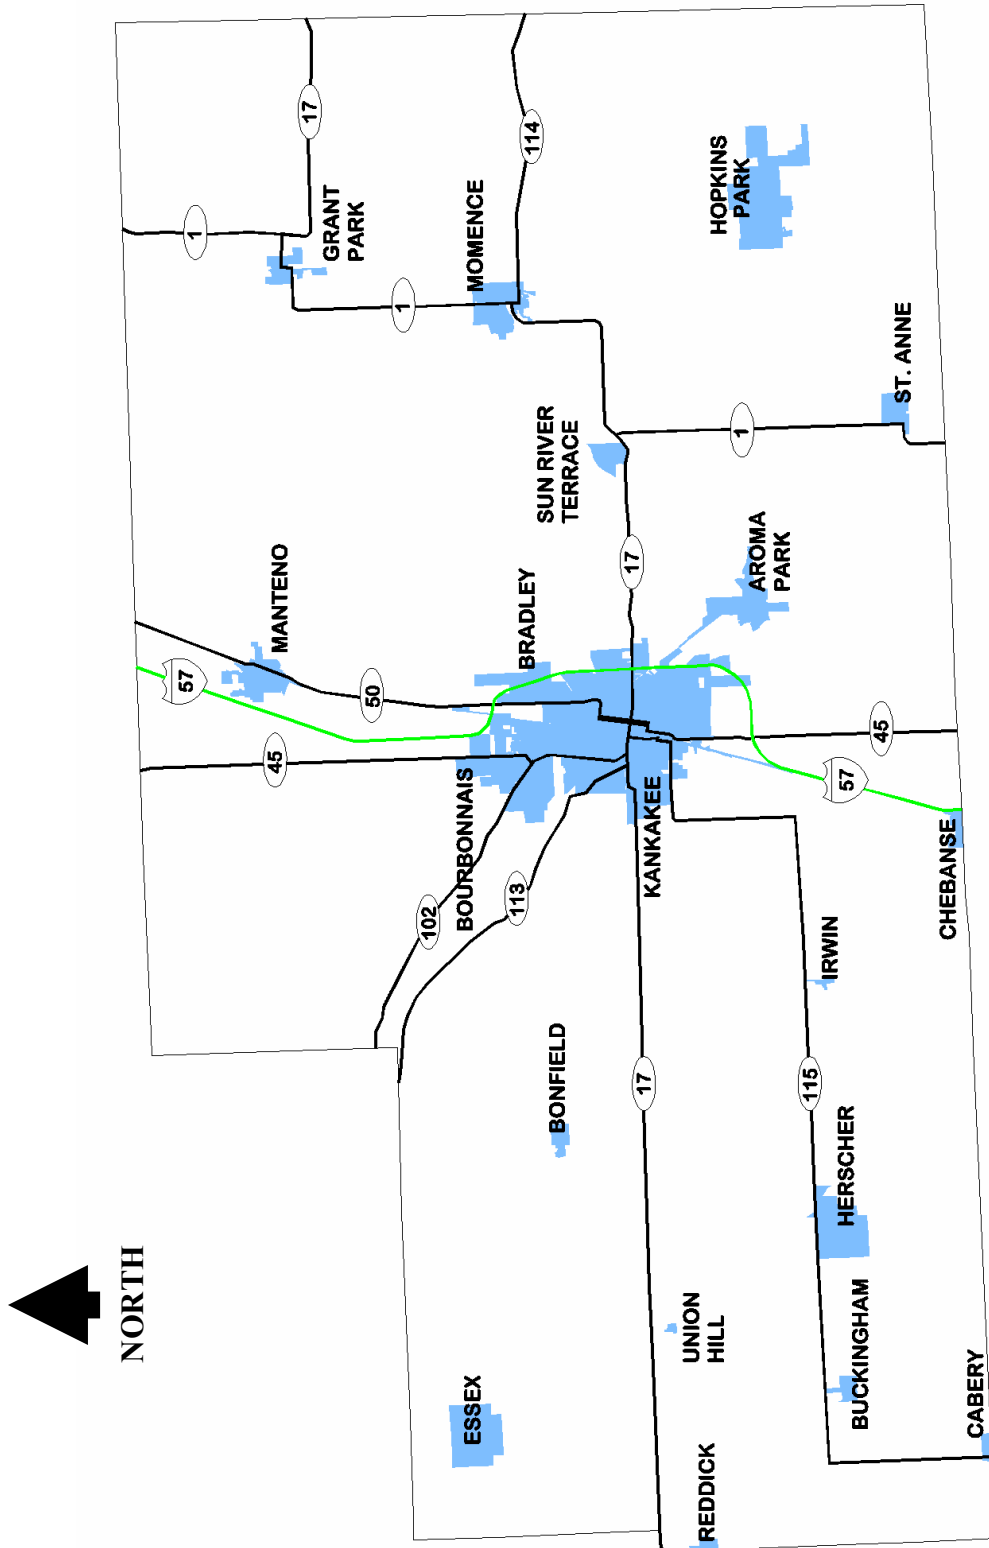 NORTH
1
17
GRANT
PARK
1
MOMENCE
114
HOPKINS
PARK
ST. ANNE
1
SUN RIVER
TERRACE
17
AROMA
PARK
MANTENO
57
50
45
BRADLEY
BOURBONNAIS
102
113
KANKAKEE
45
57
CHEBANSE
IRWIN
BONFIELD
17
115
HERSCHER
UNION
HILL
BUCKINGHAM
ESSEX
REDDICK
CABERY